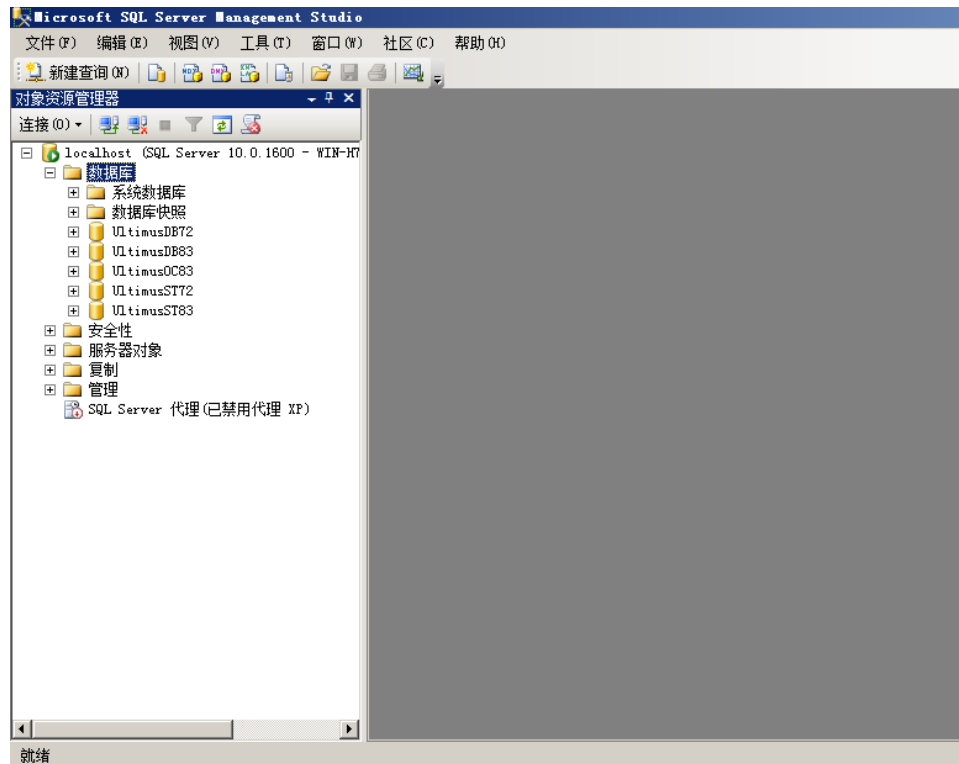 Microsoft SQL Server Management Studio
文件(F) 编辑(E) 视图(V) 工具(T) 窗口(W) 社区(C) 帮助(H)
新建查询(N)
对象资源管理器
连接(O)
localhost (SQL Server 10.0.1600 - WIN-H7
数据库
系统数据库
数据库快照
UltimusDB72
UltimusDB83
UltimusOC83
UltimusST72
UltimusST83
安全性
服务器对象
复制
管理
SQL Server 代理(已禁用代理 XP)
就绪